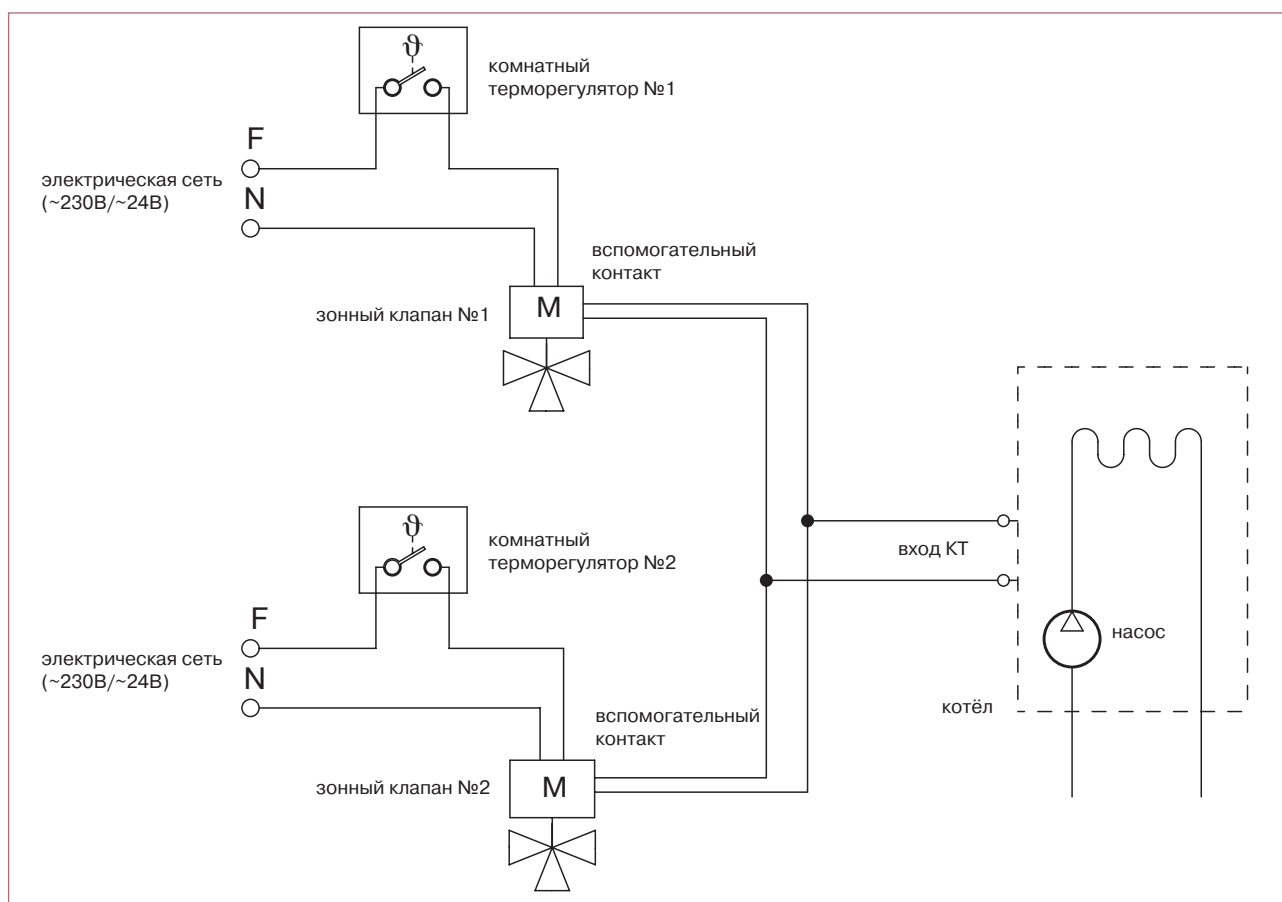 ϑ
комнатный
терморегулятор №1
F
электрическая сеть
(~230В/~24В)
N
вспомогательный
контакт
зонный клапан №1
M
ϑ
комнатный
терморегулятор №2
вход КТ
F
электрическая сеть
(~230В/~24В)
N
насос
котёл
вспомогательный
контакт
зонный клапан №2
M